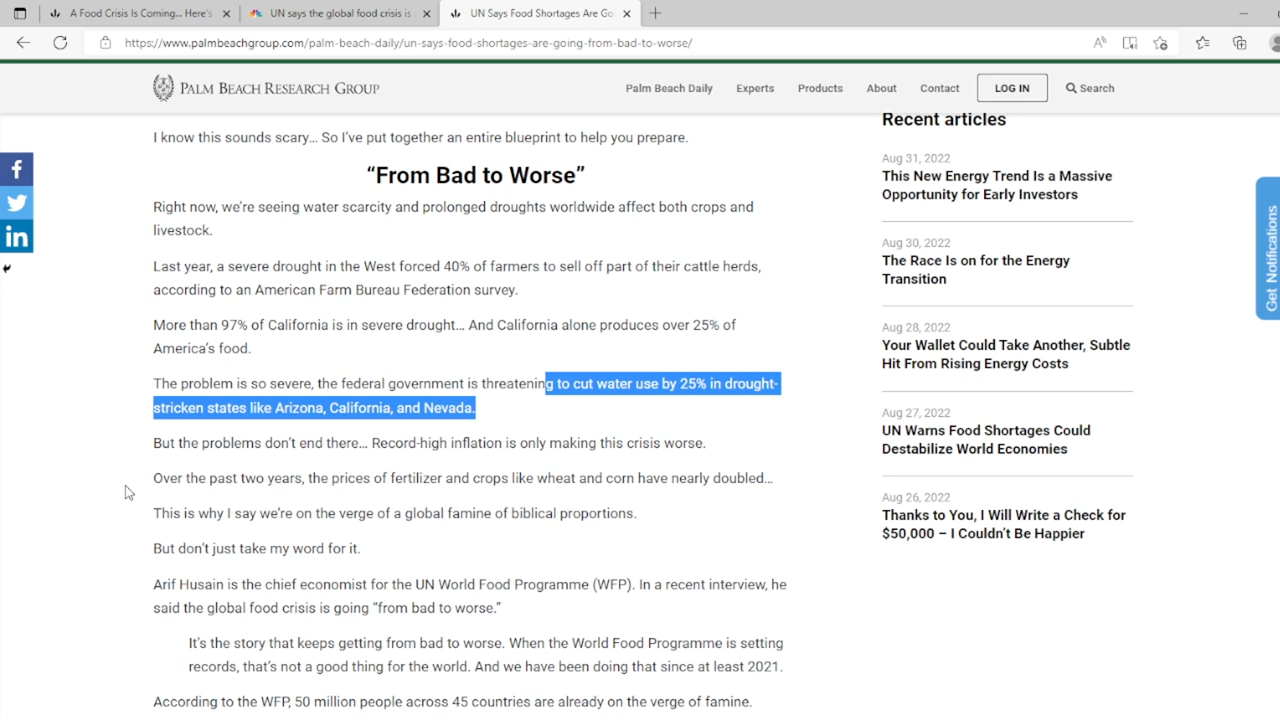 A Food Crisis Is Coming... Here's
UN says the global food crisis is
UN Says Food Shortages Are Go
https://www.palmbeachgroup.com/palm-beach-daily/un-says-food-shortages-are-going-from-bad-to-worse/
PALM BEACH RESEARCH GROUP
Palm Beach Daily Experts Products About Contact LOG IN Search
I know this sounds scary... So I've put together an entire blueprint to help you prepare.
“From Bad to Worse”
Right now, we're seeing water scarcity and prolonged droughts worldwide affect both crops and
livestock.
Last year, a severe drought in the West forced 40% of farmers to sell off part of their cattle herds,
according to an American Farm Bureau Federation survey.
More than 97% of California is in severe drought... And California alone produces over 25% of
America's food.
The problem is so severe, the federal government is threatening to cut water use by 25% in drought-
stricken states like Arizona, California, and Nevada.
But the problems don't end there... Record-high inflation is only making this crisis worse.
Over the past two years, the prices of fertilizer and crops like wheat and corn have nearly doubled...
This is why I say we're on the verge of a global famine of biblical proportions.
But don't just take my word for it.
Arif Husain is the chief economist for the UN World Food Programme (WFP). In a recent interview, he
said the global food crisis is going “from bad to worse.”
It's the story that keeps getting from bad to worse. When the World Food Programme is setting
records, that's not a good thing for the world. And we have been doing that since at least 2021.
According to the WFP, 50 million people across 45 countries are already on the verge of famine.
Recent articles
Aug 31, 2022
This New Energy Trend Is a Massive
Opportunity for Early Investors
Aug 30, 2022
The Race Is on for the Energy
Transition
Aug 28, 2022
Your Wallet Could Take Another, Subtle
Hit From Rising Energy Costs
Aug 27, 2022
UN Warns Food Shortages Could
Destabilize World Economies
Aug 26, 2022
Thanks to You, I Will Write a Check for
$50,000 – I Couldn't Be Happier
Get Notifications